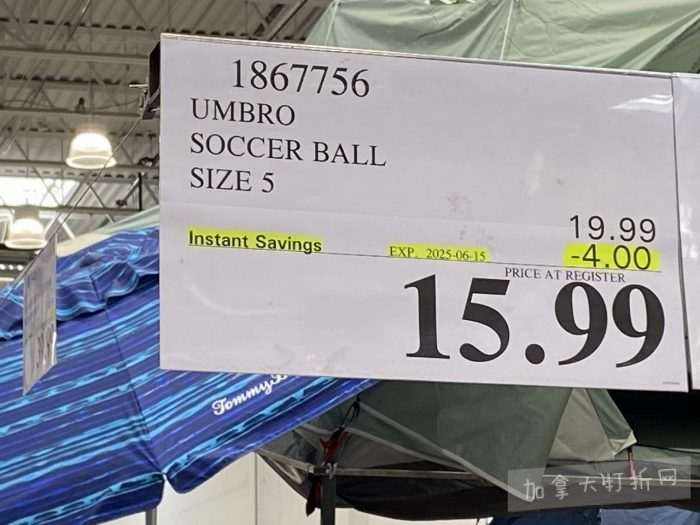 1867756
UMBRO
SOCCER BALL
SIZE 5
19.99
Instant Savings EXP. 2025-06-15 -4.00
PRICE AT REGISTER
15.99
Tommy
加拿大打折网